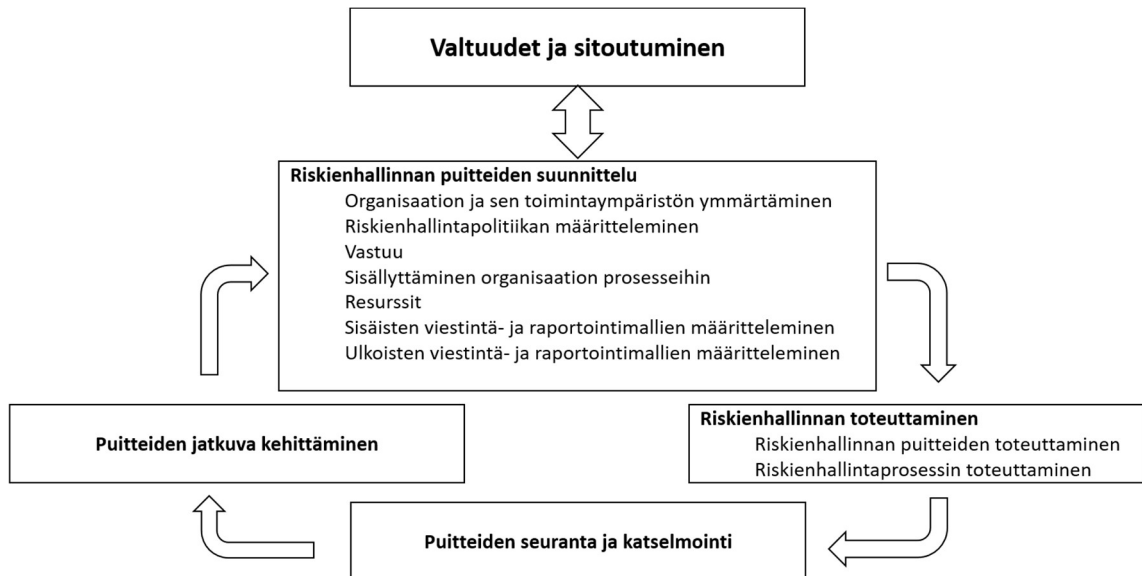 Valtuudet ja sitoutuminen
Riskienhallinnan puitteiden suunnittelu
Organisaation ja sen toimintaympäristön ymmärtäminen
Riskienhallintapolitiikan määritteleminen
Vastuu
Sisällyttäminen organisaation prosesseihin
Resurssit
Sisäisten viestintä- ja raportointimallien määritteleminen
Ulkoisten viestintä- ja raportointimallien määritteleminen
Riskienhallinnan toteuttaminen
Riskienhallinnan puitteiden toteuttaminen
Riskienhallintaprosessin toteuttaminen
Puitteiden seuranta ja katselmointi
Puitteiden jatkuva kehittäminen